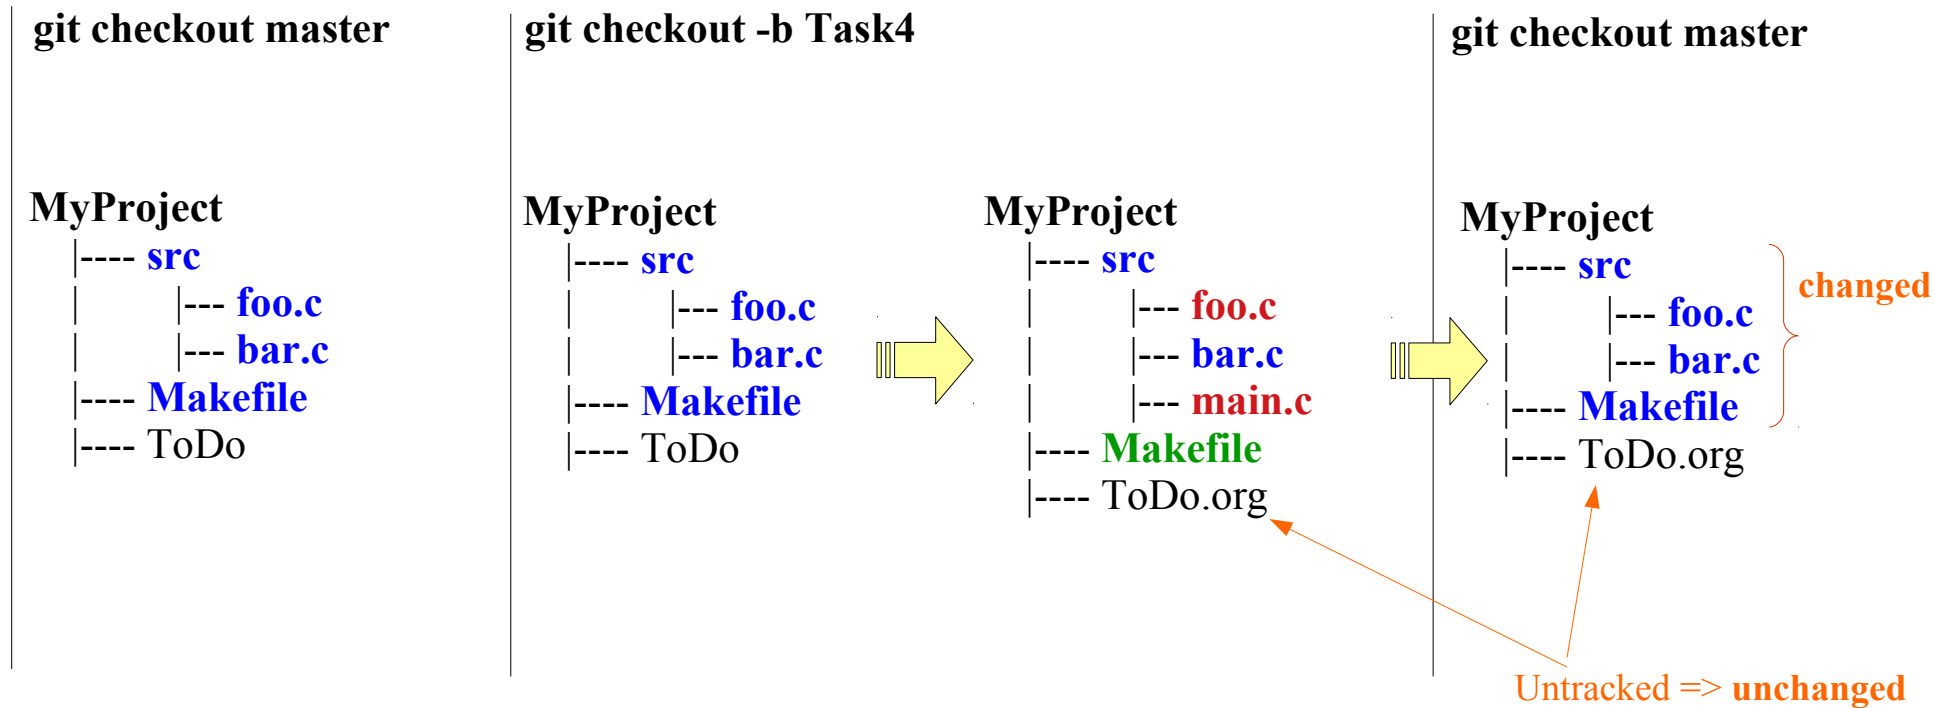 git checkout master
MyProject
|---- src
|        |--- foo.c
|        |--- bar.c
|---- Makefile
|---- ToDo
git checkout -b Task4
MyProject
|---- src
|        |--- foo.c
|        |--- bar.c
|---- Makefile
|---- ToDo
MyProject
|---- src
|        |--- foo.c
|        |--- bar.c
|        |--- main.c
|---- Makefile
|---- ToDo.org
git checkout master
MyProject
|---- src
|        |--- foo.c
|        |--- bar.c
|---- Makefile
|---- ToDo.org
changed
Untracked => unchanged